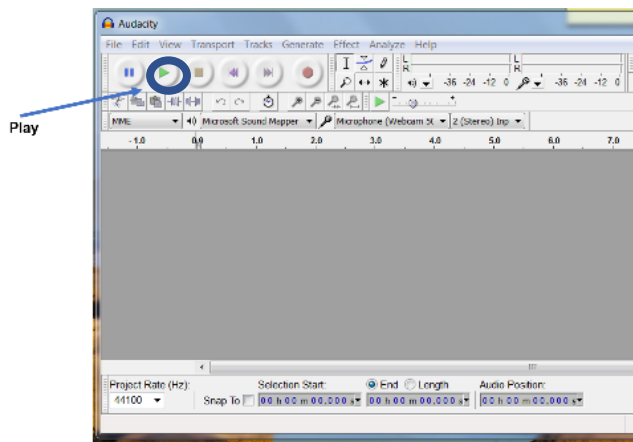 Audacity
File Edit View Transport Tracks Generate Effect Analyze Help
L
R
-36 -24 -12 0
L
R
-36 -24 -12 0
Play
MME
Microsoft Sound Mapper
Microphone (Webcam 5(
2 (Stereo) Inp
-1.0 0.0 1.0 2.0 3.0 4.0 5.0 6.0 7.0
Project Rate (Hz): Selection Start: End Length Audio Position:
44100 Snap To 00 h 00 m 00.000 s 00 h 00 m 00.000 s 00 h 00 m 00.000 s